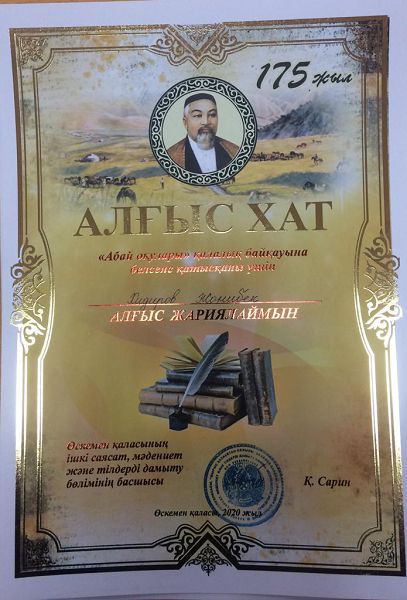 175 жыл
АЛҒЫС ХАТ
«Абай оқулары» қалалық байқауына
белсене қатысқаны үшін
Жәнибек
АЛҒЫС ЖАРИЯЛАЙМЫН
Өскемен қаласының
ішкі саясат, мәдениет
және тілдерді дамыту
бөлімінің басшысы
Қ. Сарин
Өскемен қаласы, 2020 жыл